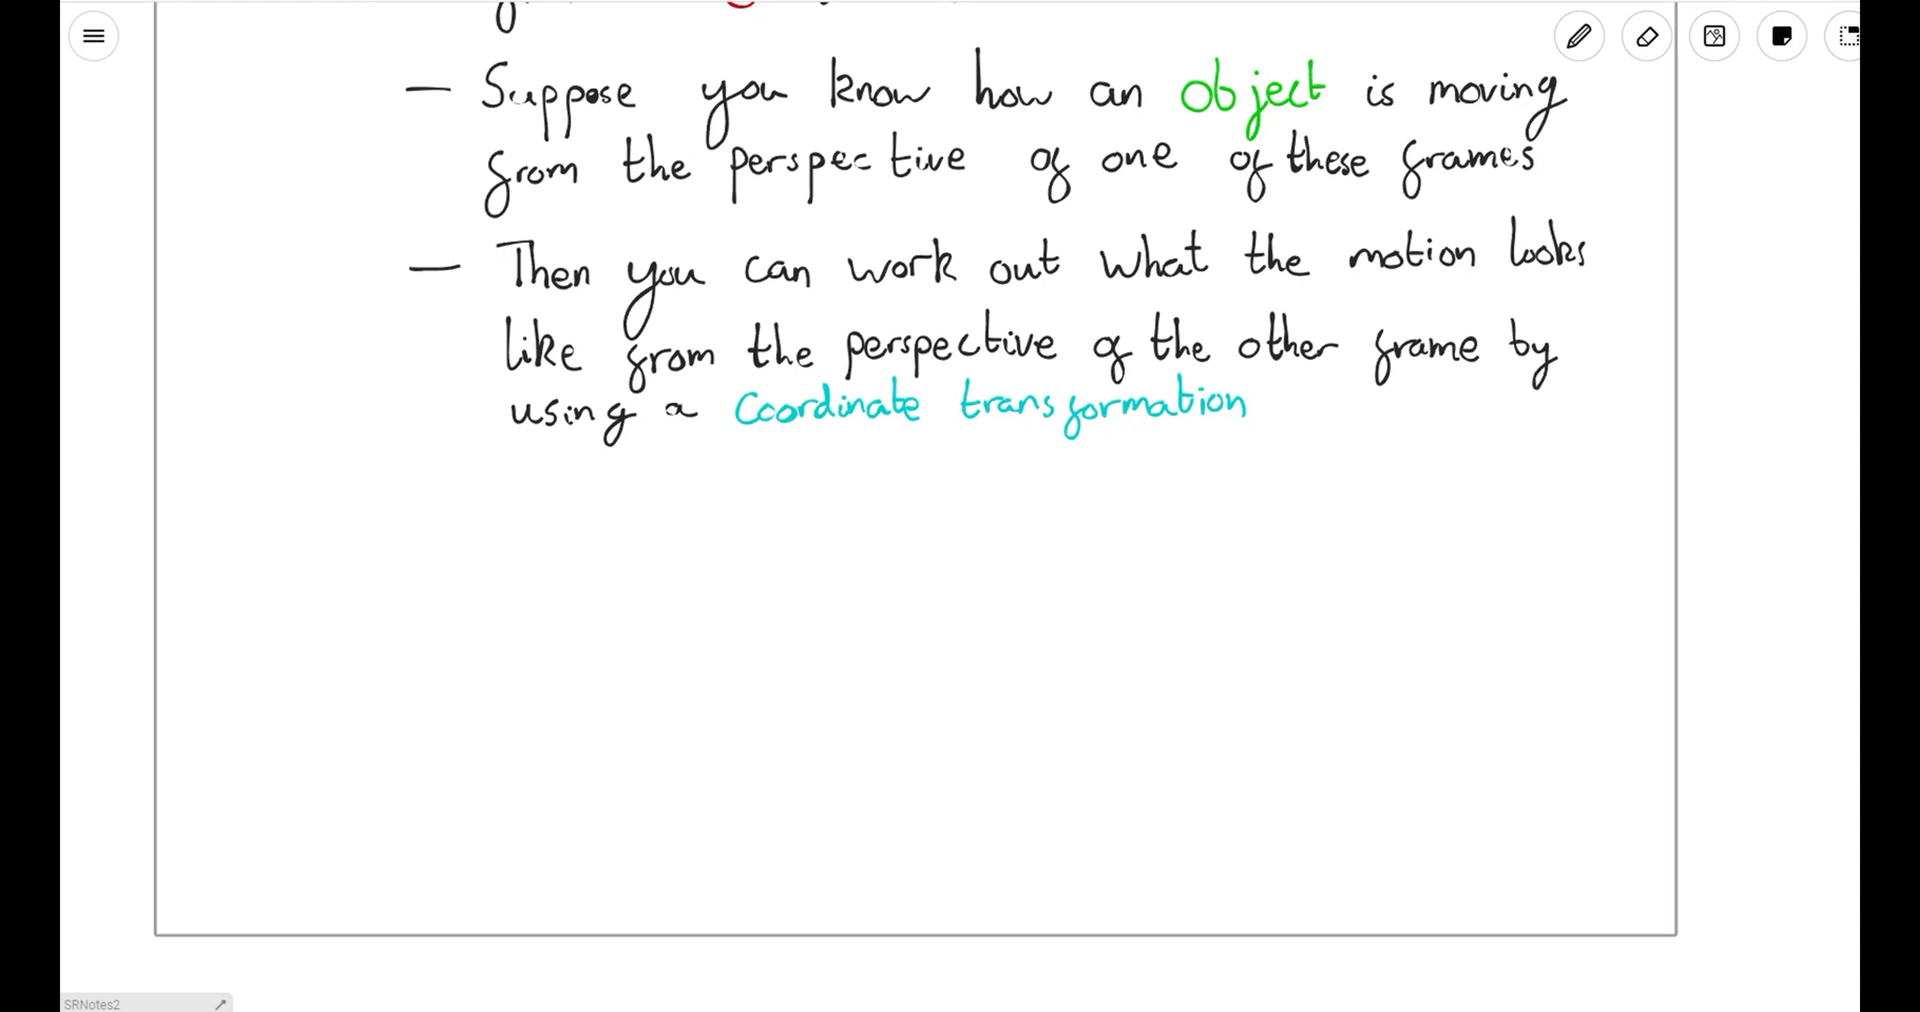 — Suppose you know how an object is moving
from the perspective of one of these frames
— Then you can work out what the motion looks
like from the perspective of the other frame by
using a coordinate transformation
SRNotes2